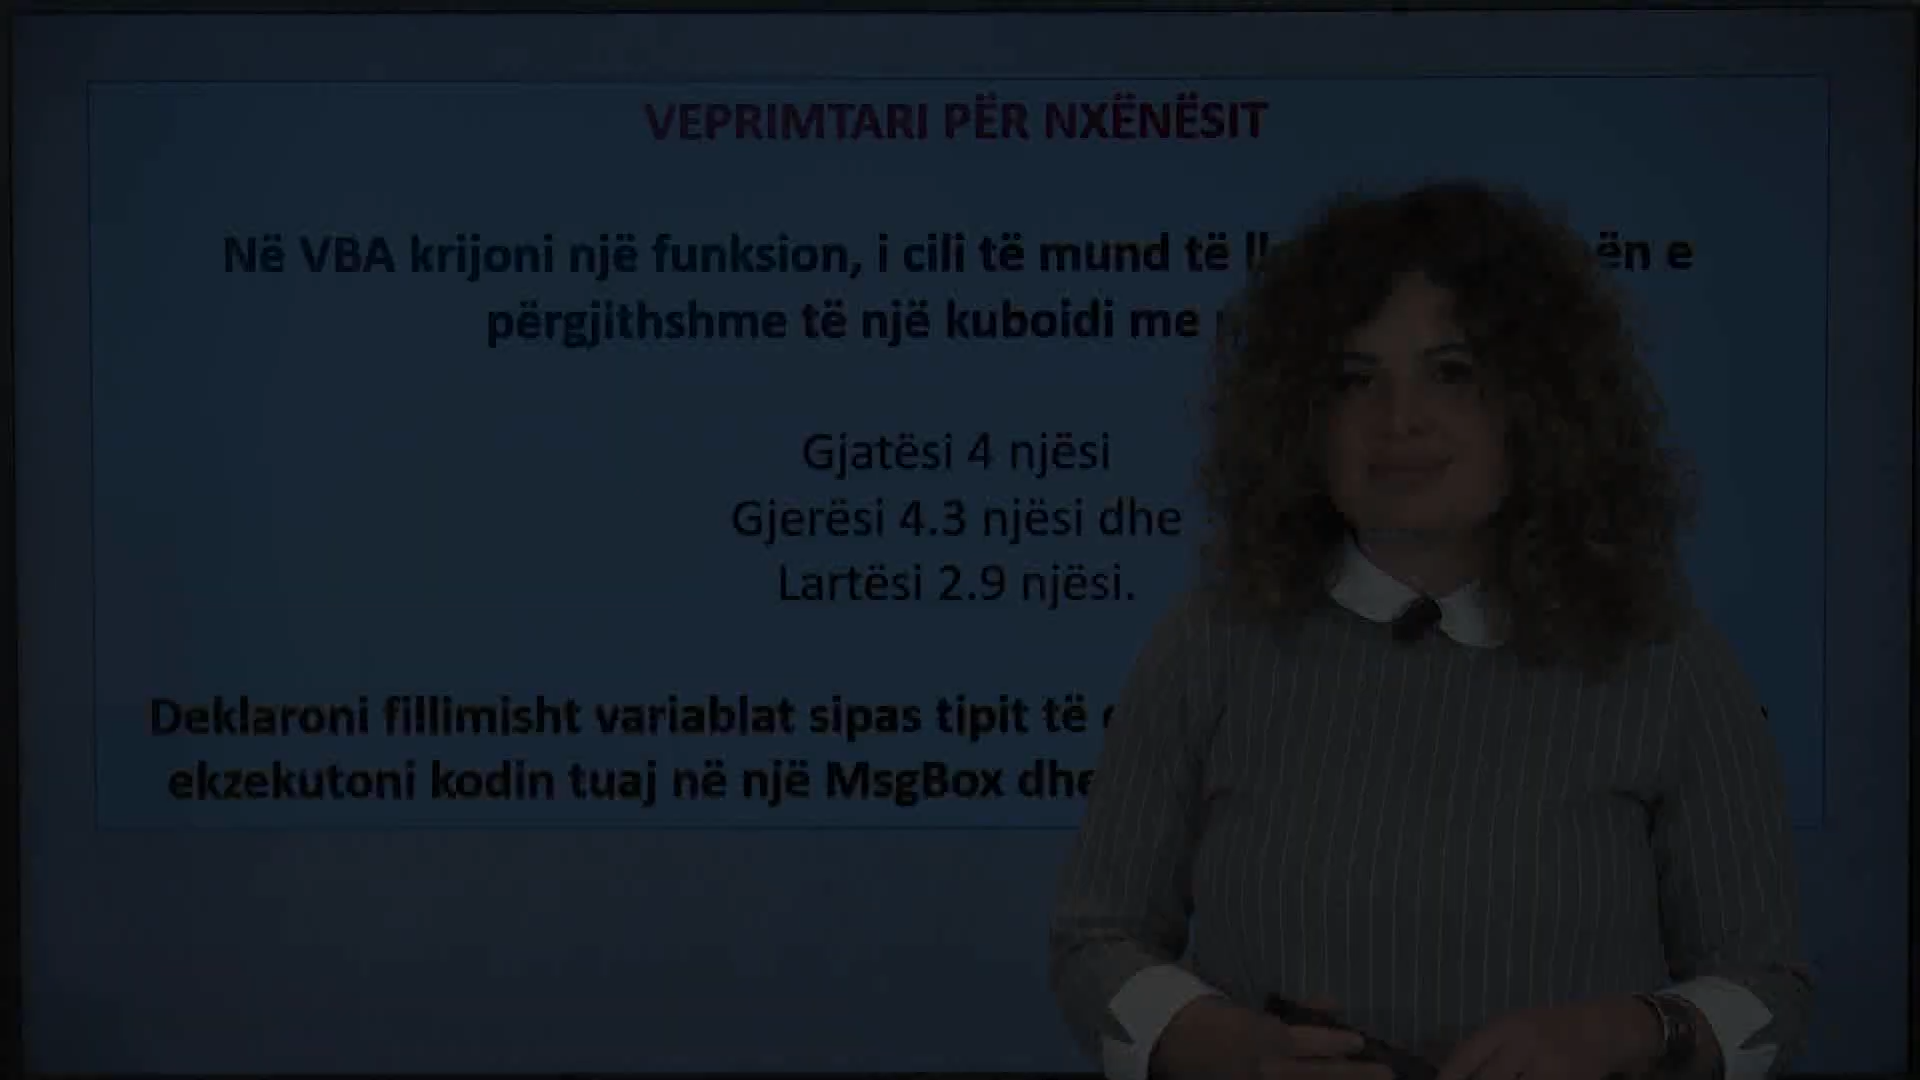 VEPRIMTARI PËR NXËNËSIT
Në VBA krijoni një funksion, i cili të mund të e
përgjithshme të një kuboidi me
Gjatësi 4 njësi
Gjerësi 4.3 njësi dhe
Lartësi 2.9 njësi.
Deklaroni fillimisht variablat sipas tipit të
ekzekutoni kodin tuaj në një MsgBox dhe